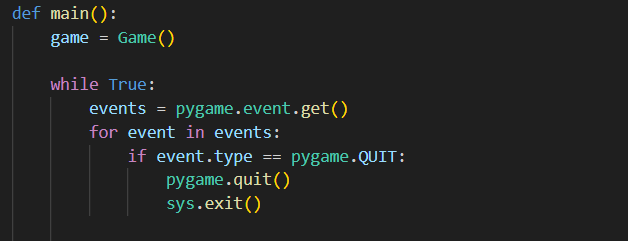 def main():
    game = Game()
    while True:
        events = pygame.event.get()
        for event in events:
            if event.type == pygame.QUIT:
                pygame.quit()
                sys.exit()